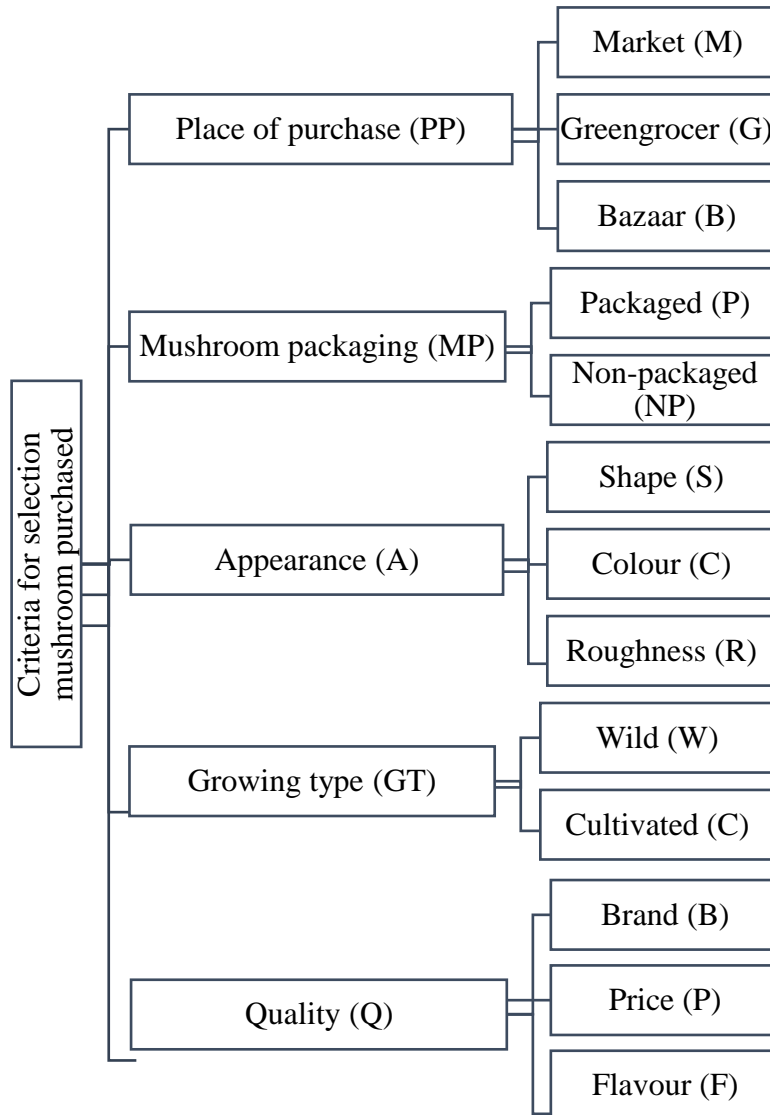 Criteria for selection
mushroom purchased
Place of purchase (PP)
Market (M)
Greengrocer (G)
Bazaar (B)
Mushroom packaging (MP)
Packaged (P)
Non-packaged
(NP)
Appearance (A)
Shape (S)
Colour (C)
Roughness (R)
Growing type (GT)
Wild (W)
Cultivated (C)
Quality (Q)
Brand (B)
Price (P)
Flavour (F)